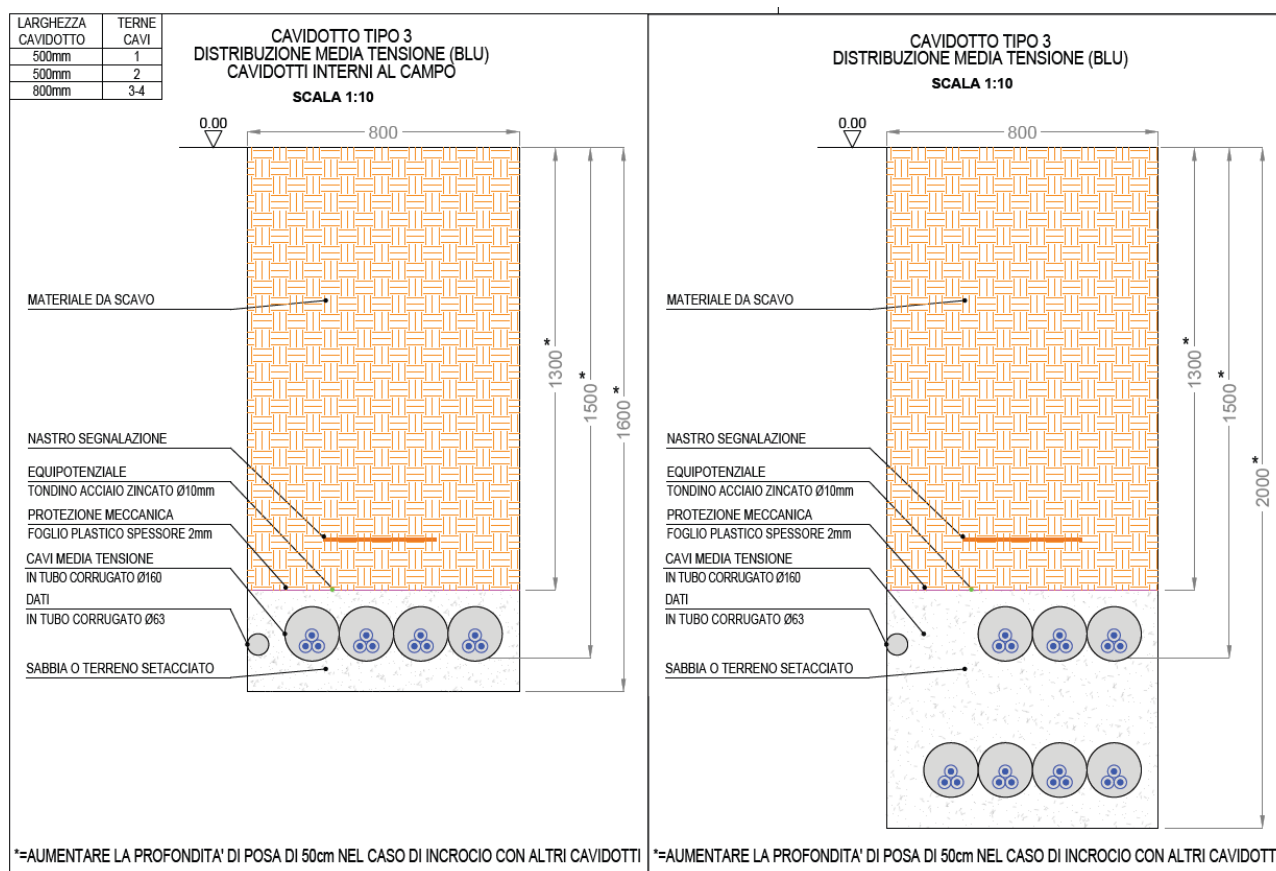 LARGHEZZA CAVIDOTTO TERNE CAVI
500mm 1
500mm 2
800mm 3-4
CAVIDOTTO TIPO 3
DISTRIBUZIONE MEDIA TENSIONE (BLU)
CAVIDOTTI INTERNI AL CAMPO
SCALA 1:10
0.00
800
MATERIALE DA SCAVO
1300*
1500*
1600*
NASTRO SEGNALAZIONE
EQUIPOTENZIALE
TONDINO ACCIAIO ZINCATO Ø10mm
PROTEZIONE MECCANICA
FOGLIO PLASTICO SPESSORE 2mm
CAVI MEDIA TENSIONE
IN TUBO CORRUGATO Ø160
DATI
IN TUBO CORRUGATO Ø63
SABBIA O TERRENO SETACCIATO
*=AUMENTARE LA PROFONDITA' DI POSA DI 50cm NEL CASO DI INCROCIO CON ALTRI CAVIDOTTI
CAVIDOTTO TIPO 3
DISTRIBUZIONE MEDIA TENSIONE (BLU)
SCALA 1:10
0.00
800
MATERIALE DA SCAVO
1300*
1500*
2000*
NASTRO SEGNALAZIONE
EQUIPOTENZIALE
TONDINO ACCIAIO ZINCATO Ø10mm
PROTEZIONE MECCANICA
FOGLIO PLASTICO SPESSORE 2mm
CAVI MEDIA TENSIONE
IN TUBO CORRUGATO Ø160
DATI
IN TUBO CORRUGATO Ø63
SABBIA O TERRENO SETACCIATO
*=AUMENTARE LA PROFONDITA' DI POSA DI 50cm NEL CASO DI INCROCIO CON ALTRI CAVIDOTT